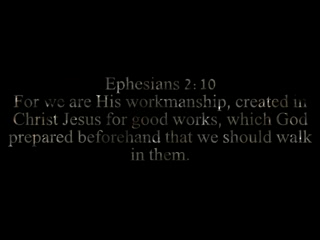 Ephesians 2:10
For we are His workmanship, created in
Christ Jesus for good works, which God
prepared beforehand that we should walk
in them.